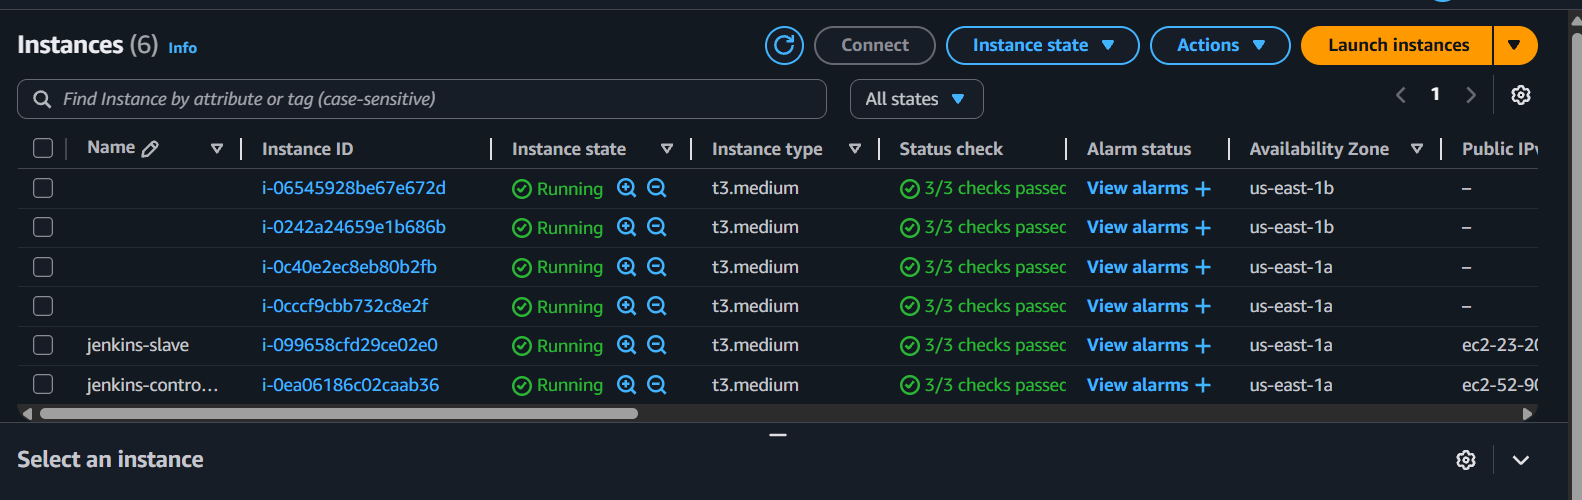 Instances (6) Info Connect Instance state Actions Launch instances
Find Instance by attribute or tag (case-sensitive) All states 1
Name Instance ID Instance state Instance type Status check Alarm status Availability Zone Public IPv
i-06545928be67e672d Running t3.medium 3/3 checks passec View alarms + us-east-1b –
i-0242a24659e1b686b Running t3.medium 3/3 checks passec View alarms + us-east-1b –
i-0c40e2ec8eb80b2fb Running t3.medium 3/3 checks passec View alarms + us-east-1a –
i-0cccf9cbb732c8e2f Running t3.medium 3/3 checks passec View alarms + us-east-1a –
jenkins-slave i-099658cfd29ce02e0 Running t3.medium 3/3 checks passec View alarms + us-east-1a ec2-23-20
jenkins-contro... i-0ea06186c02caab36 Running t3.medium 3/3 checks passec View alarms + us-east-1a ec2-52-90
Select an instance